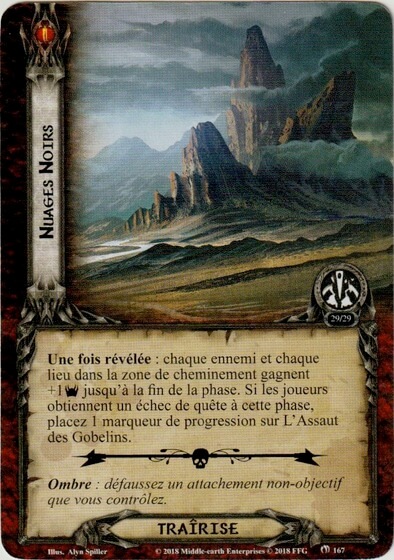 NUAGES NOIRS
29/29
Une fois révélée : chaque ennemi et chaque
lieu dans la zone de cheminement gagnent
+1 jusqu'à la fin de la phase. Si les joueurs
obtiennent un échec de quête à cette phase,
placez 1 marqueur de progression sur L'Assaut
des Gobelins.
Ombre : défaussez un attachement non-objectif
que vous contrôlez.
TRAÎRISE
Illus. Alyn Spiller
© 2018 Middle-earth Enterprises © 2018 FFG
167